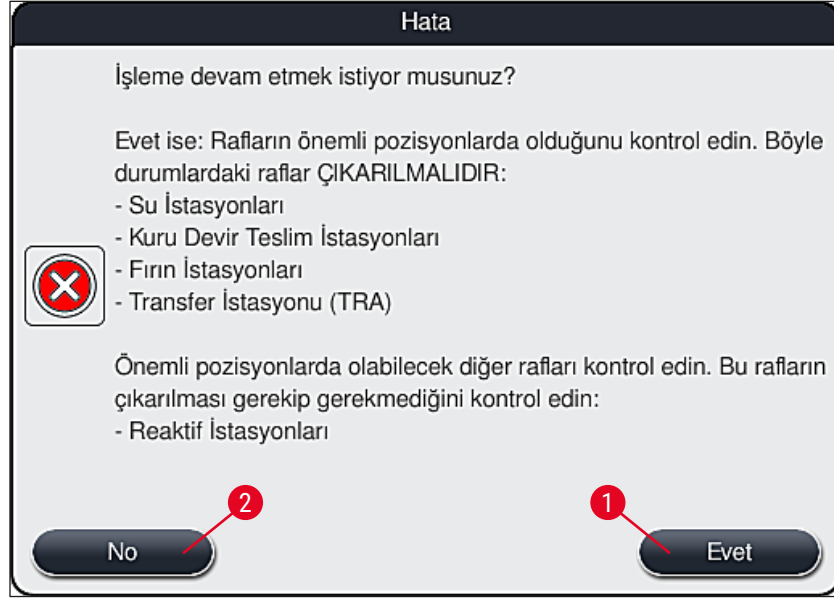 Hata
İşleme devam etmek istiyor musunuz?
Evet ise: Rafların önemli pozisyonlarda olduğunu kontrol edin. Böyle
durumlardaki raflar ÇIKARILMALIDIR:
- Su İstasyonları
- Kuru Devir Teslim İstasyonları
- Fırın İstasyonları
- Transfer İstasyonu (TRA)
Önemli pozisyonlarda olabilecek diğer rafları kontrol edin. Bu rafların
çıkarılması gerekip gerekmediğini kontrol edin:
- Reaktif İstasyonları
2
1
No
Evet